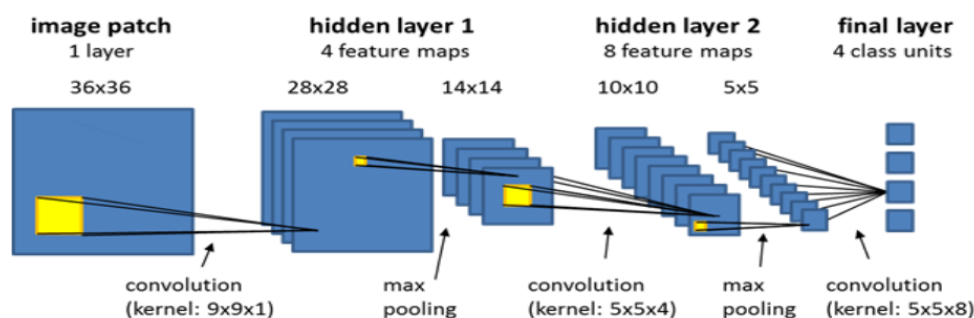 image patch
1 layer
hidden layer 1
4 feature maps
hidden layer 2
8 feature maps
final layer
4 class units
36x36
28x28
14x14
10x10
5x5
convolution
(kernel: 9x9x1)
max
pooling
convolution
(kernel: 5x5x4)
max
pooling
convolution
(kernel: 5x5x8)